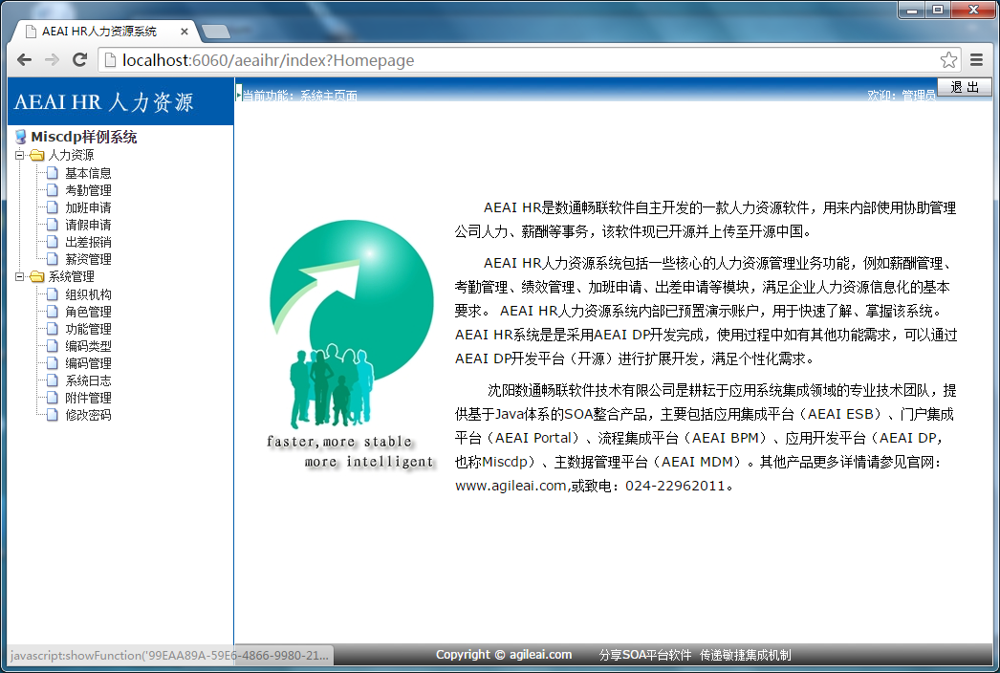 AEAI HR人力资源系统
localhost:6060/aeaihr/index?Homepage
AEAI HR 人力资源
当前功能：系统主页面
欢迎：管理员
退 出
Miscdp样例系统
人力资源
基本信息
考勤管理
加班申请
请假申请
出差报销
薪资管理
系统管理
组织机构
角色管理
功能管理
编码类型
编码管理
系统日志
附件管理
修改密码
faster,more stable
more intelligent
AEAI HR是数通畅联软件自主开发的一款人力资源软件，用来内部使用协助管理
公司人力、薪酬等事务，该软件现已开源并上传至开源中国。
AEAI HR人力资源系统包括一些核心的人力资源管理业务功能，例如薪酬管理、
考勤管理、绩效管理、加班申请、出差申请等模块，满足企业人力资源信息化的基本
要求。 AEAI HR人力资源系统内部已预置演示账户，用于快速了解、掌握该系统。
AEAI HR系统是是采用AEAI DP开发完成，使用过程中如有其他功能需求，可以通过
AEAI DP开发平台（开源）进行扩展开发，满足个性化需求。
沈阳数通畅联软件技术有限公司是耕耘于应用系统集成领域的专业技术团队，提
供基于Java体系的SOA整合产品，主要包括应用集成平台（AEAI ESB）、门户集成
平台（AEAI Portal）、流程集成平台（AEAI BPM）、应用开发平台（AEAI DP，
也称Miscdp）、主数据管理平台（AEAI MDM）。其他产品更多详情请参见官网：
www.agileai.com,或致电：024-22962011。
javascript:showFunction('99EAA89A-59E6-4866-9980-21...
Copyright © agileai.com 分享SOA平台软件 传递敏捷集成机制